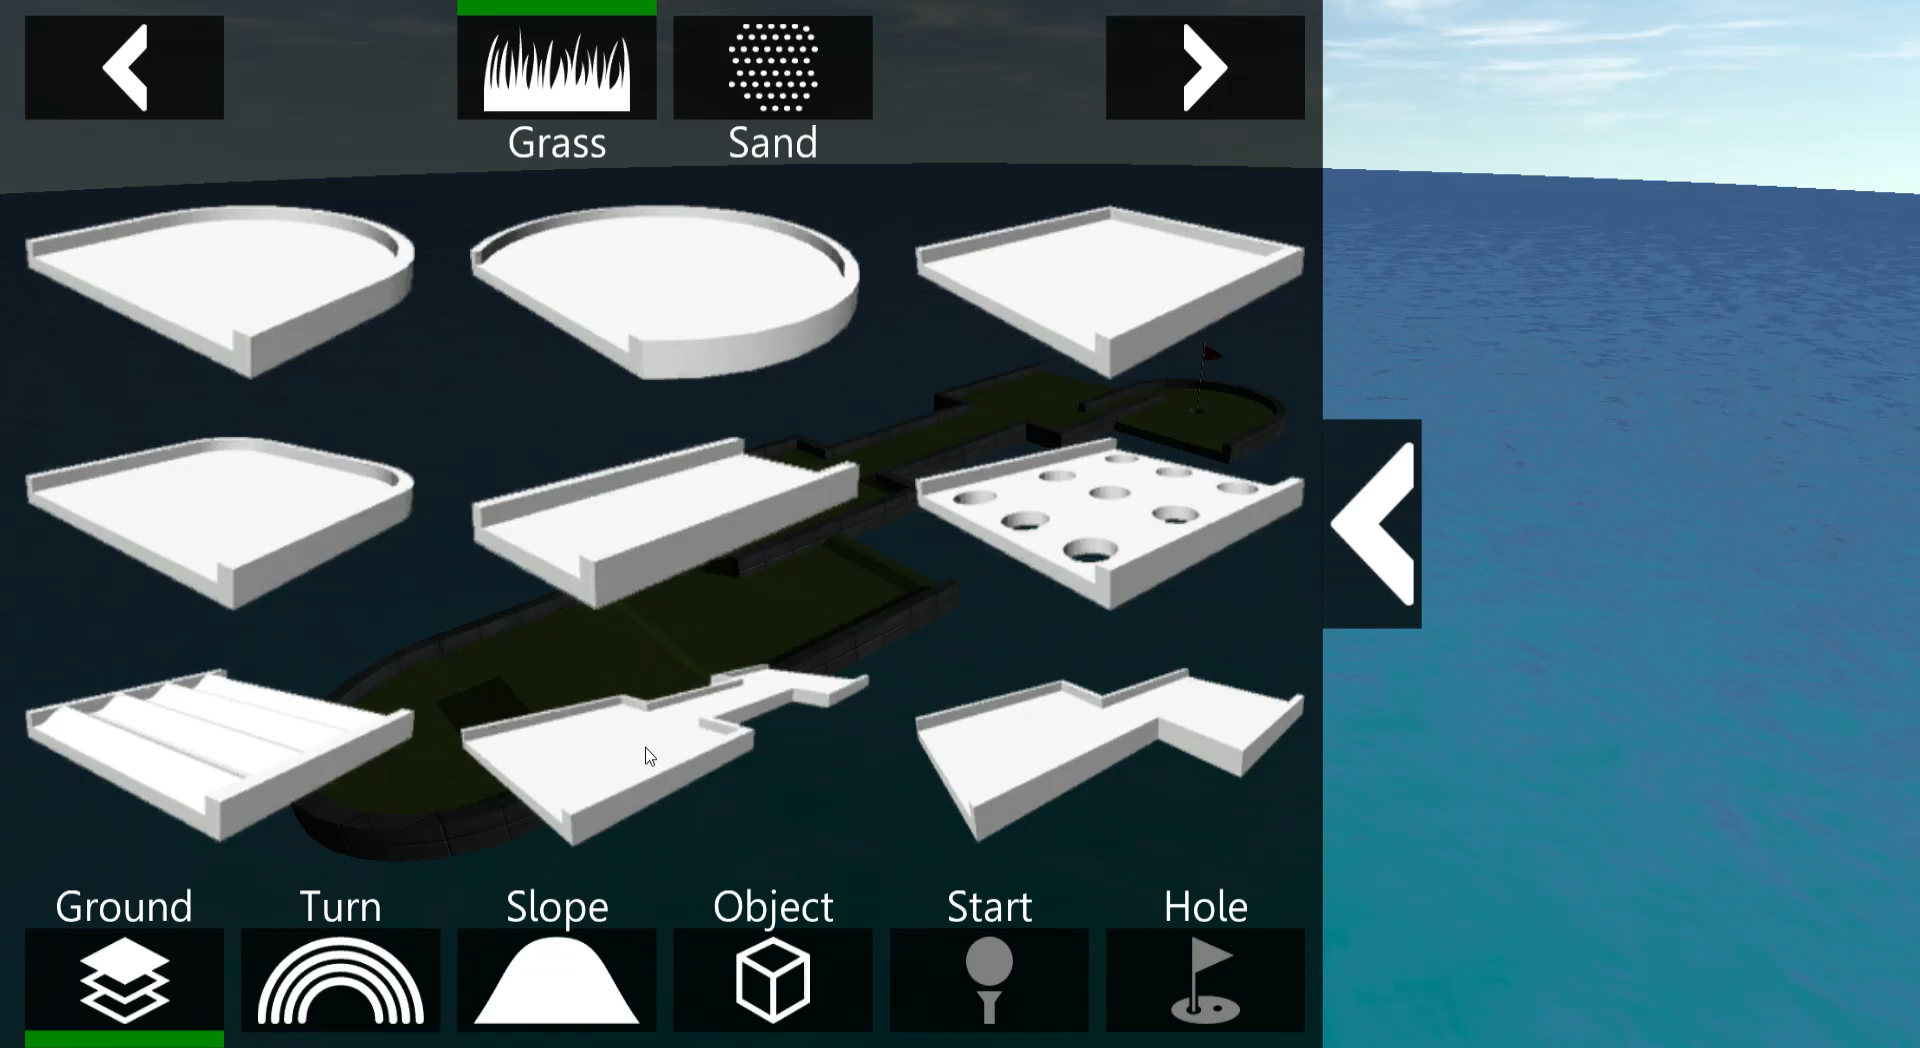 Grass
Sand
Ground
Turn
Slope
Object
Start
Hole